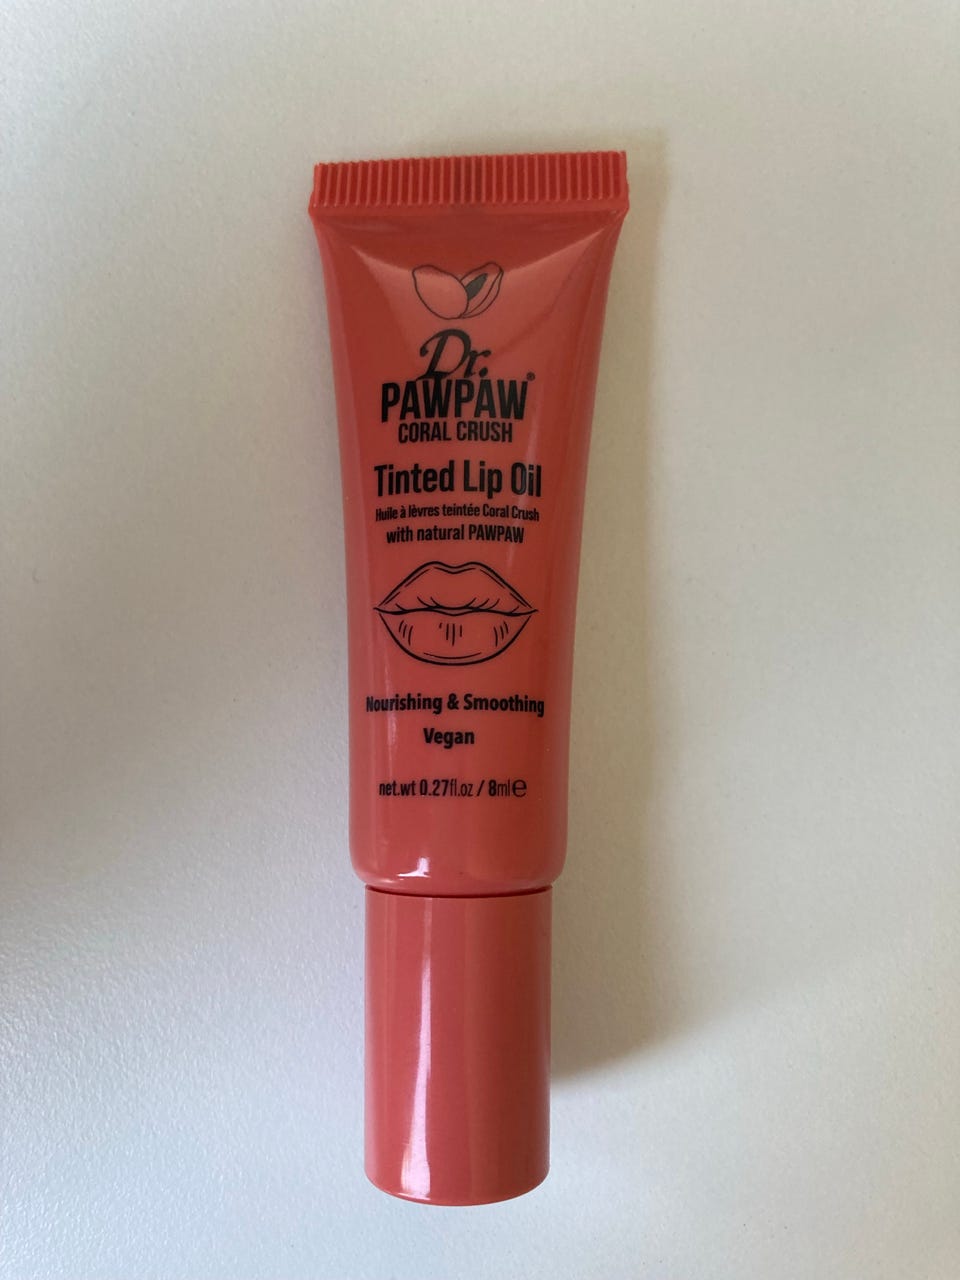 Dr.
PAWPAW®
CORAL CRUSH
Tinted Lip Oil
Huile à lèvres teintée Coral Crush
with natural PAWPAW
Nourishing & Smoothing
Vegan
net.wt 0.27fl.oz / 8ml℮